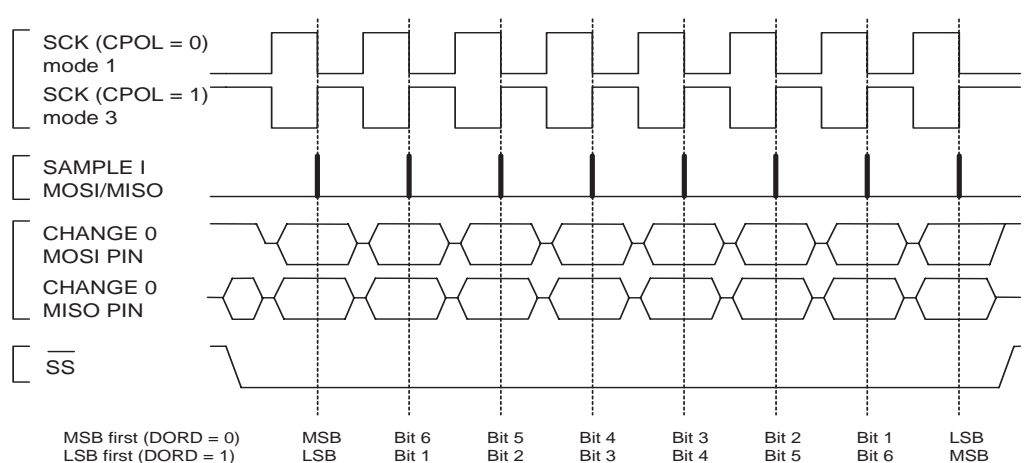 SCK (CPOL = 0)
mode 1
SCK (CPOL = 1)
mode 3
SAMPLE I
MOSI/MISO
CHANGE 0
MOSI PIN
CHANGE 0
MISO PIN
SS
MSB first (DORD = 0) MSB Bit 6 Bit 5 Bit 4 Bit 3 Bit 2 Bit 1 LSB
LSB first (DORD = 1) LSB Bit 1 Bit 2 Bit 3 Bit 4 Bit 5 Bit 6 MSB